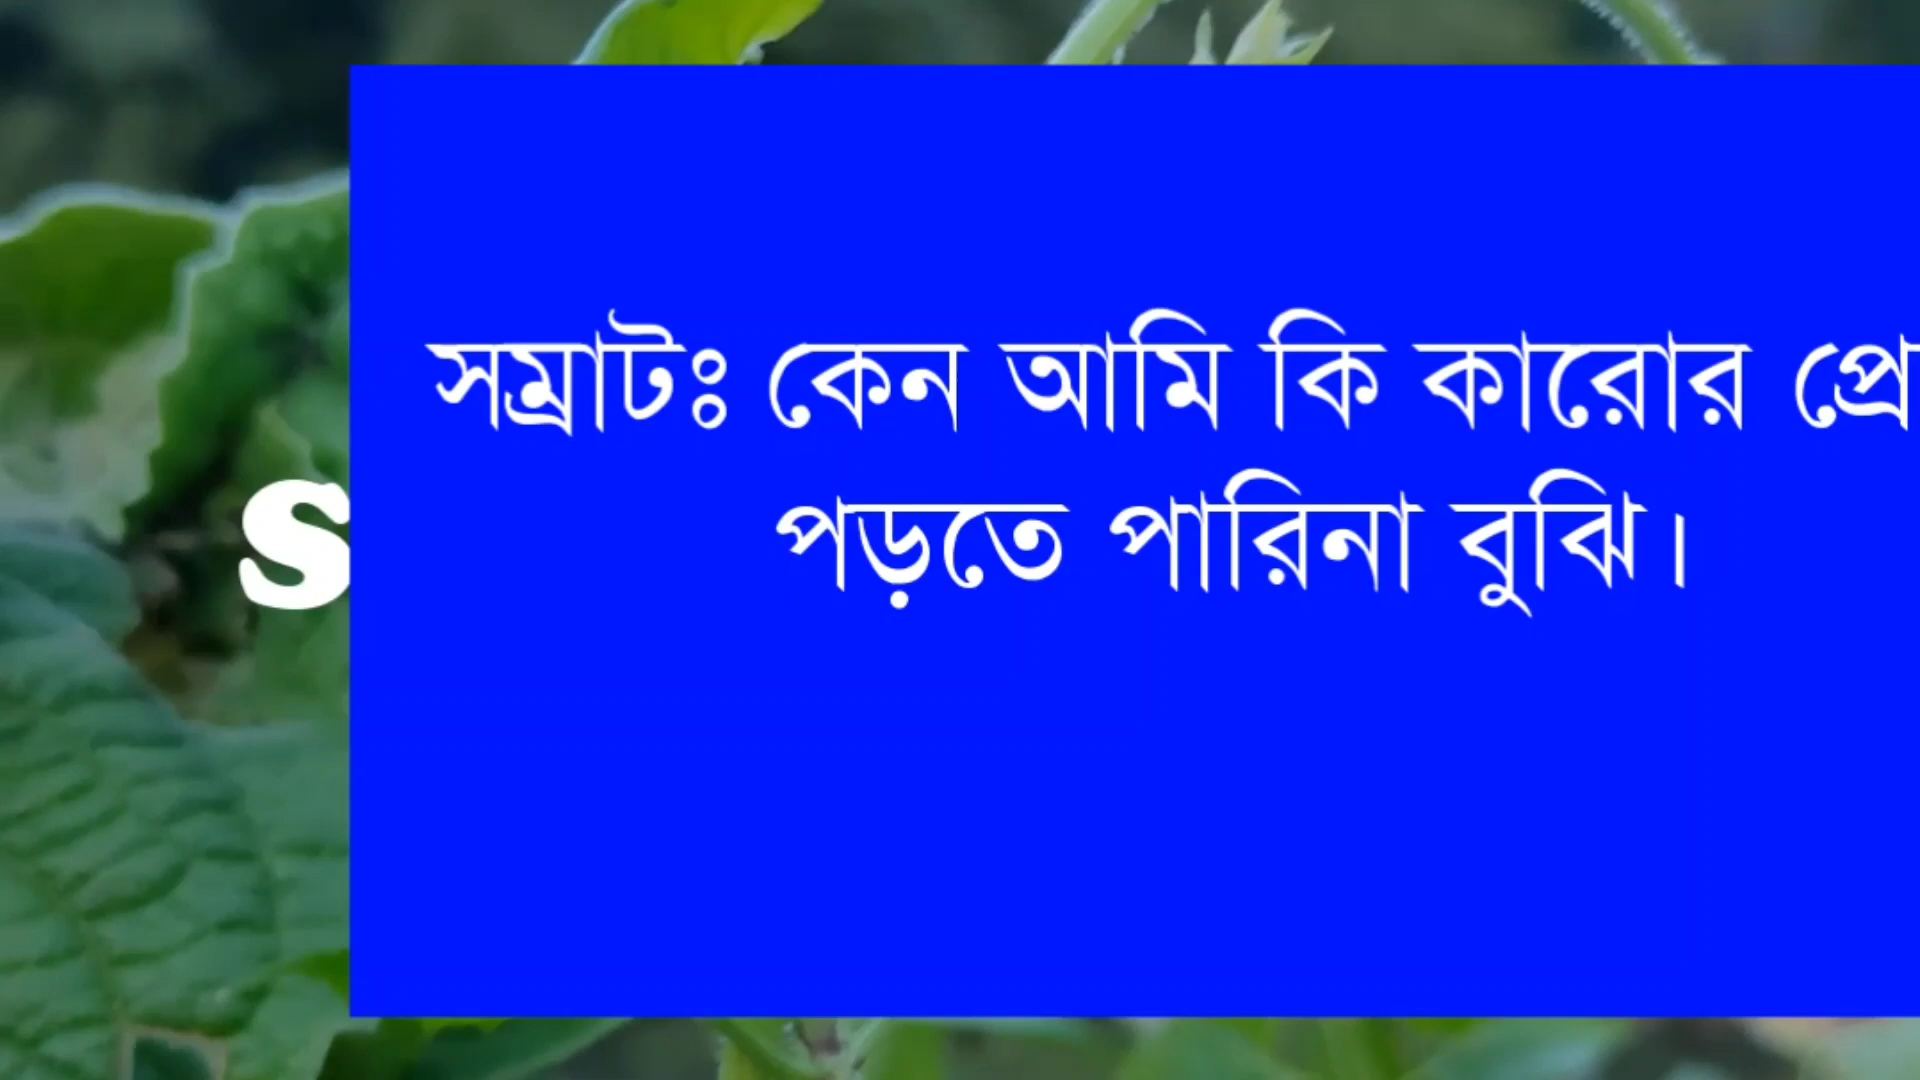 সম্রাটঃ কেন আমি কি কারোর
পড়তে পারিনা বুঝি।